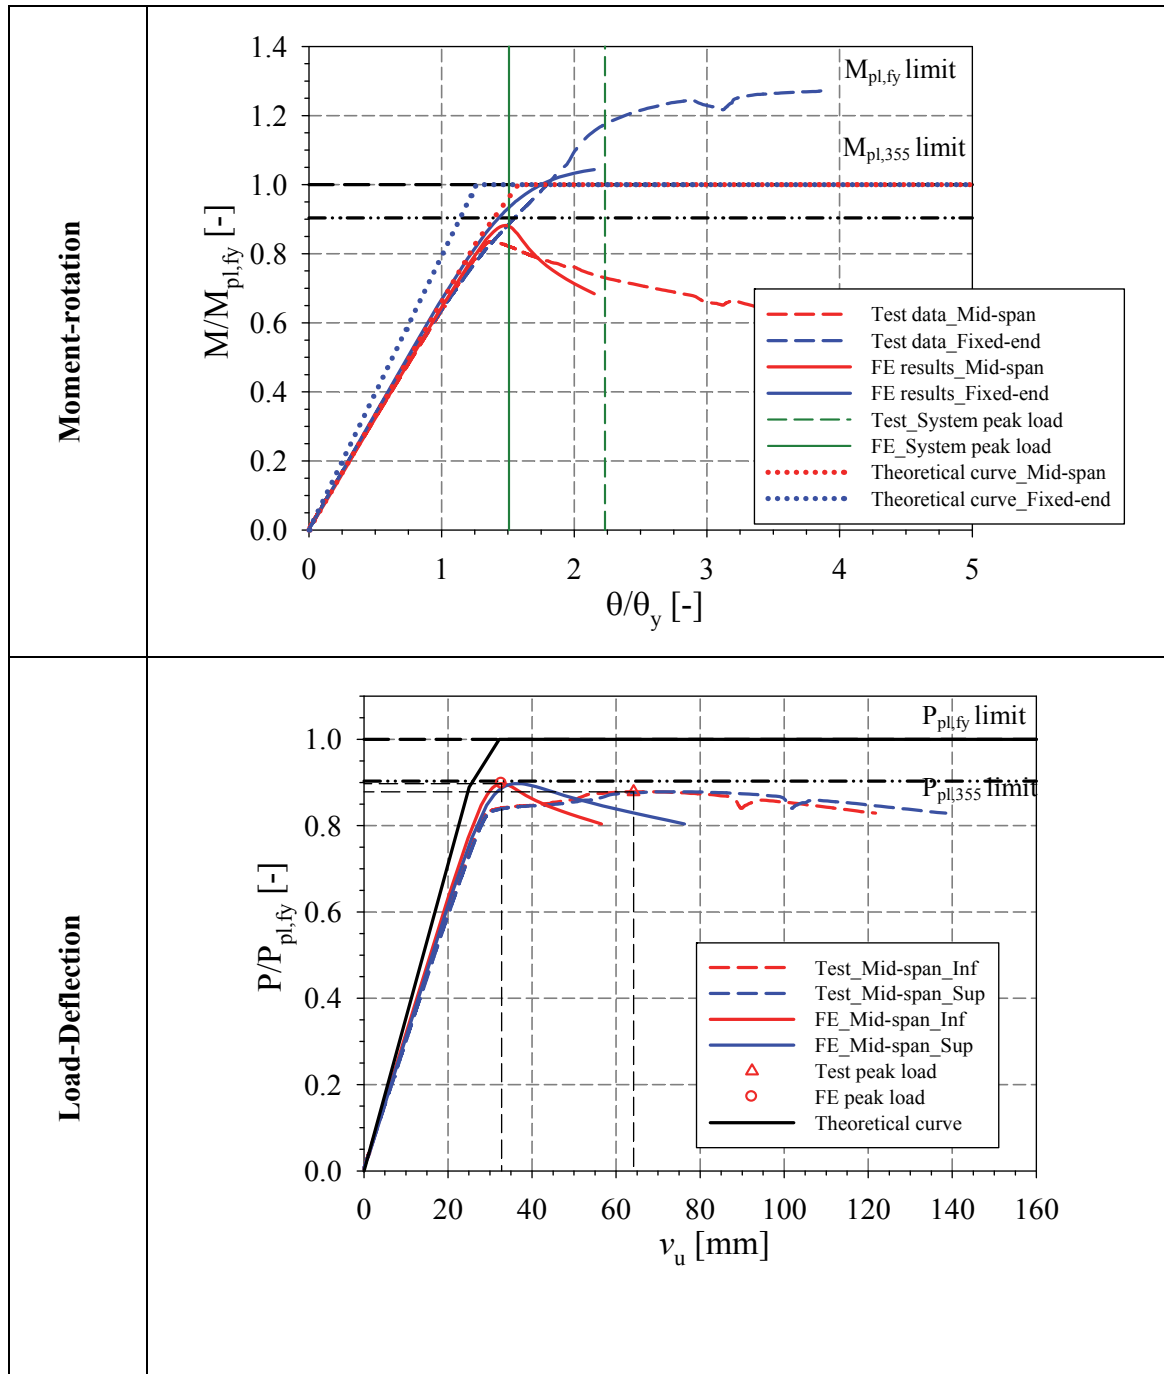 Moment-rotation
1.4
1.2
1.0
0.8
0.6
0.4
0.2
0.0
M/Mpl,fy [-]
Mpl,fy limit
Mpl,355 limit
Test data_Mid-span
Test data_Fixed-end
FE results_Mid-span
FE results_Fixed-end
Test_System peak load
FE_System peak load
Theoretical curve_Mid-span
Theoretical curve_Fixed-end
0 1 2 3 4 5
θ/θy [-]
Load-Deflection
1.0
0.8
0.6
0.4
0.2
0.0
P/Ppl,fy [-]
Ppl,fy limit
Ppl,355 limit
Test_Mid-span_Inf
Test_Mid-span_Sup
FE_Mid-span_Inf
FE_Mid-span_Sup
Test peak load
FE peak load
Theoretical curve
0 20 40 60 80 100 120 140 160
vu [mm]